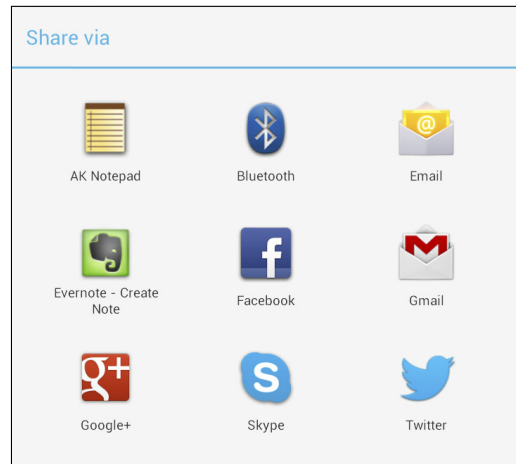 Share via
AK Notepad
Bluetooth
@
Email
Evernote - Create
Note
f
Facebook
M
Gmail
g+
Google+
S
Skype
Twitter